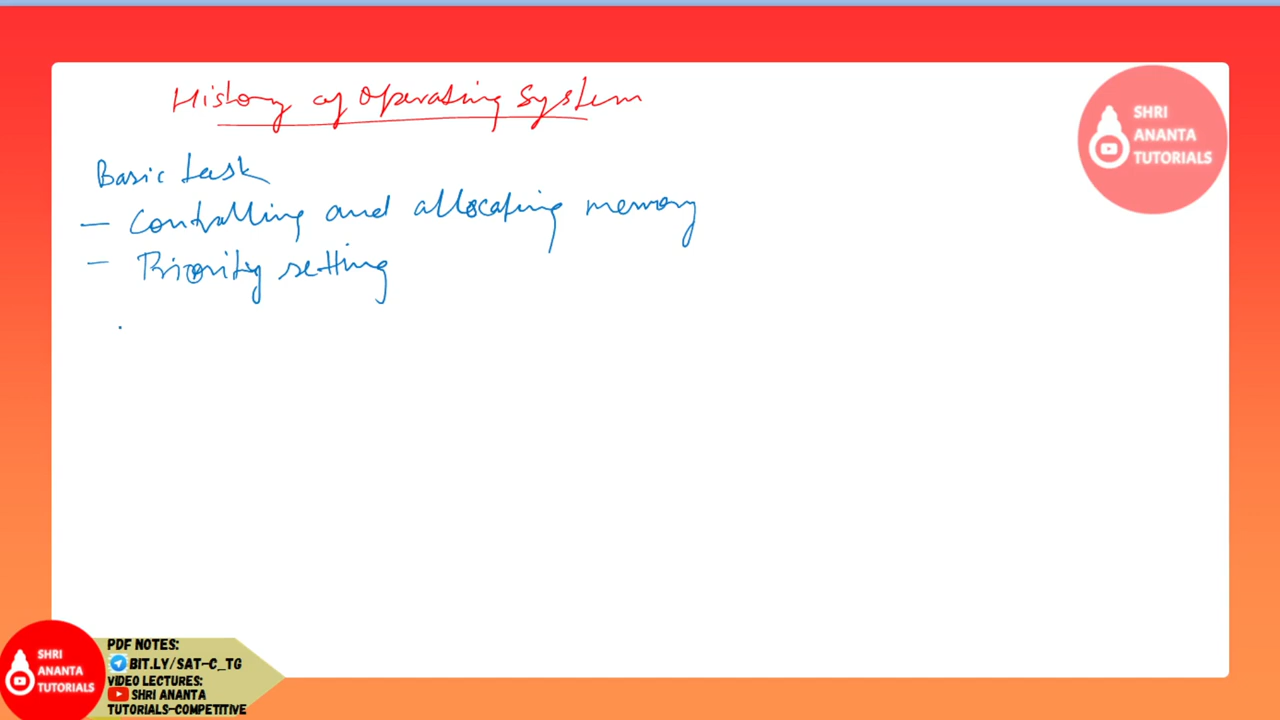 History of Operating System
SHRI
ANANTA
TUTORIALS
Basic task
— Controlling and allocating memory
— Priority setting
SHRI
ANANTA
TUTORIALS
PDF NOTES:
BIT.LY/SAT-C_TG
VIDEO LECTURES:
SHRI ANANTA
TUTORIALS-COMPETITIVE